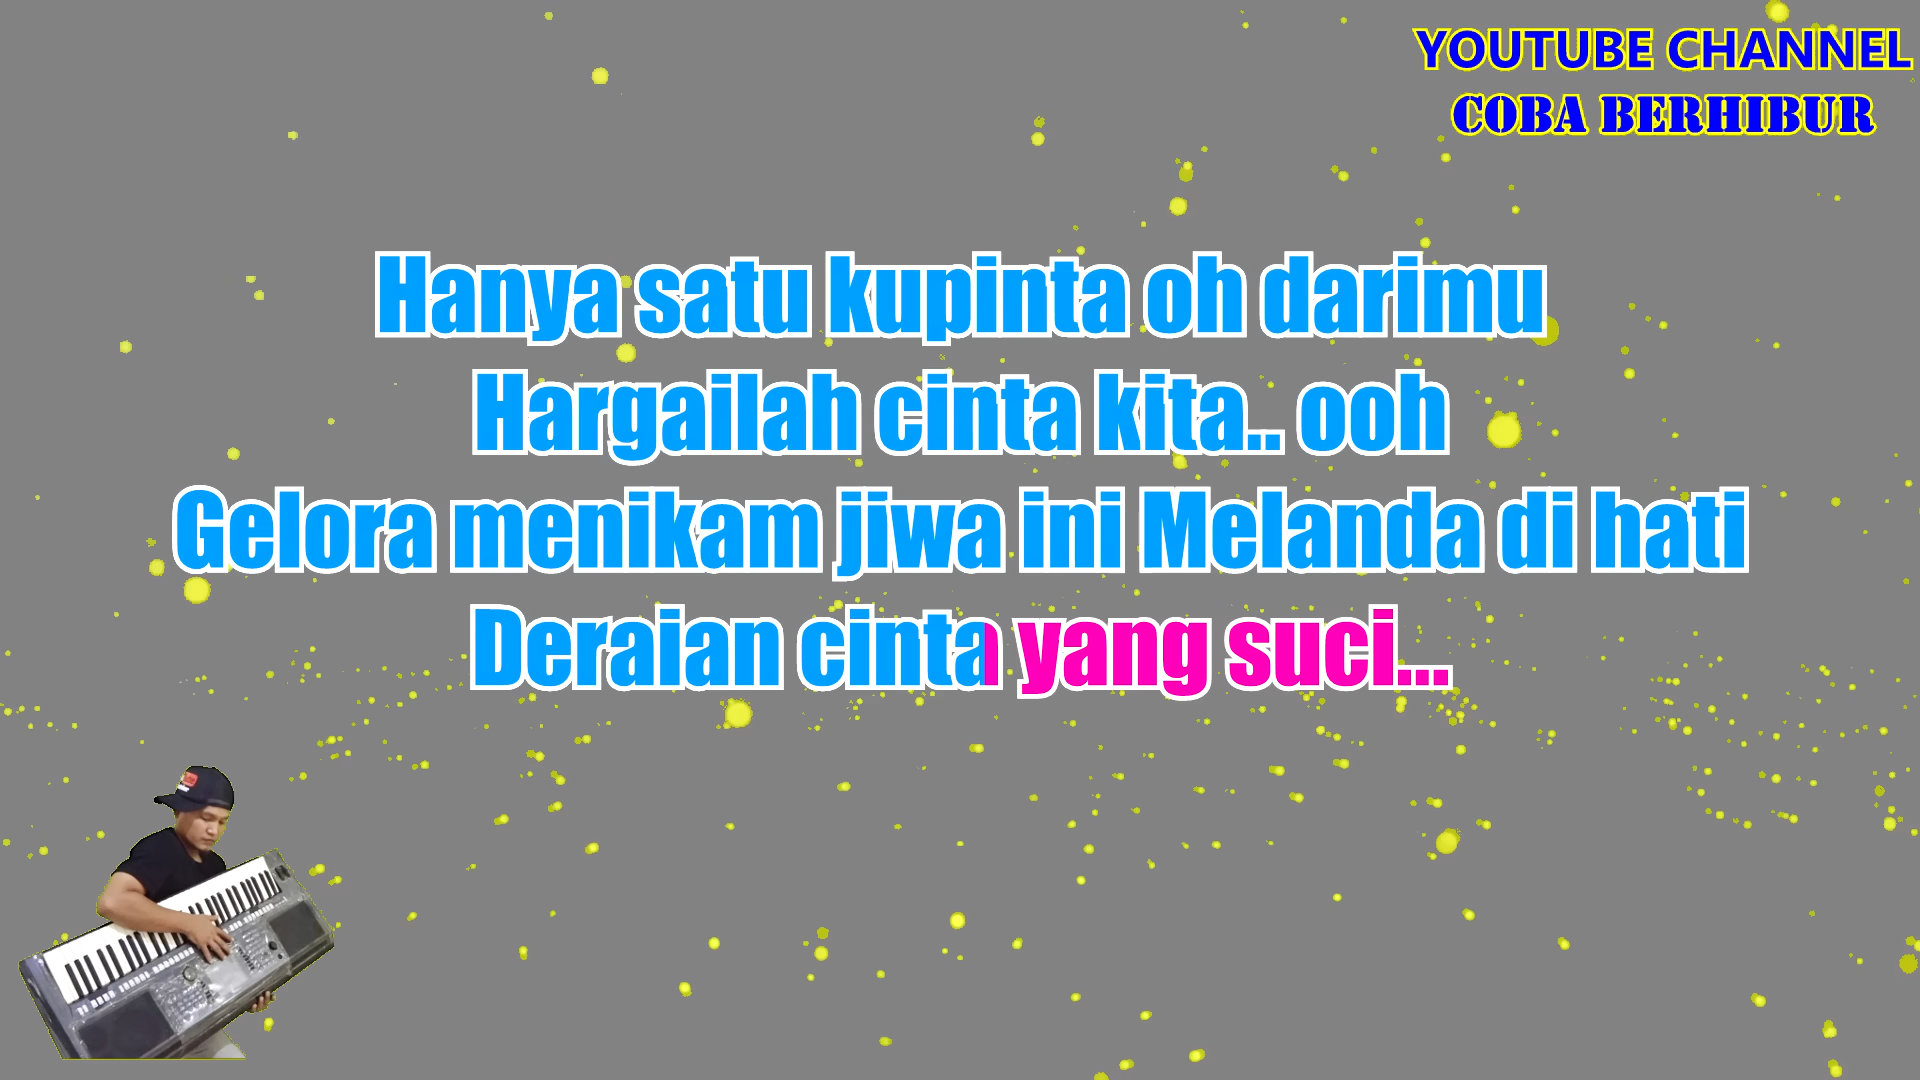 YOUTUBE CHANNEL
COBA BERHIBUR
Hanya satu kupinta oh darimu
Hargailah cinta kita.. ooh
Gelora menikam jiwa ini Melanda di hati
Deraian cinta yang suci...